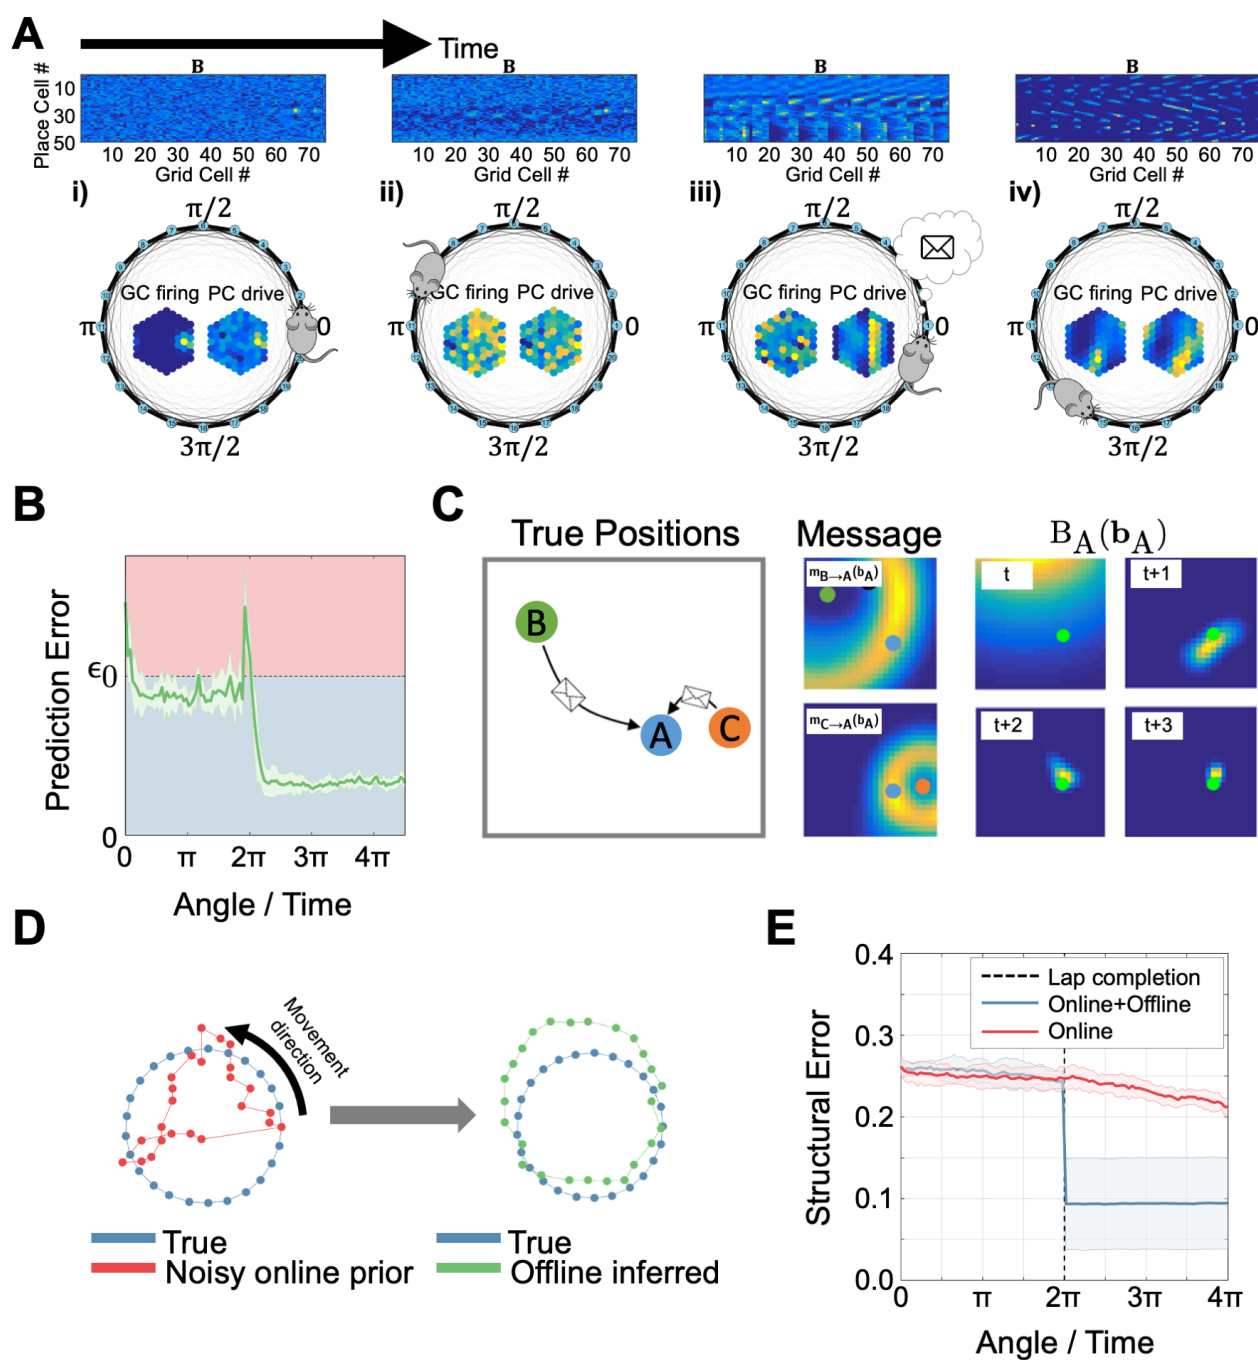 A
Time
B B B B
Place Cell #
10
30
50
10 20 30 40 50 60 70
10 20 30 40 50 60 70
10 20 30 40 50 60 70
10 20 30 40 50 60 70
Grid Cell # Grid Cell # Grid Cell # Grid Cell #
i) ii) iii) iv)
π/2 π/2 π/2 π/2
GC firing PC drive
GC firing PC drive
GC firing PC drive
GC firing PC drive
π 0 π 0 π 0 π 0
3π/2 3π/2 3π/2 3π/2
B
Prediction Error
ϵ0
0
0 π 2π 3π 4π
Angle / Time
C
True Positions
Message
B_A(b_A)
B
A
C
m_B→A(b_A)
t
t+1
m_C→A(b_A)
t+2
t+3
D
Movement
direction
True
Noisy online prior
True
Offline inferred
E
Structural Error
0.4
0.3
0.2
0.1
0.0
Lap completion
Online+Offline
Online
0 π 2π 3π 4π
Angle / Time